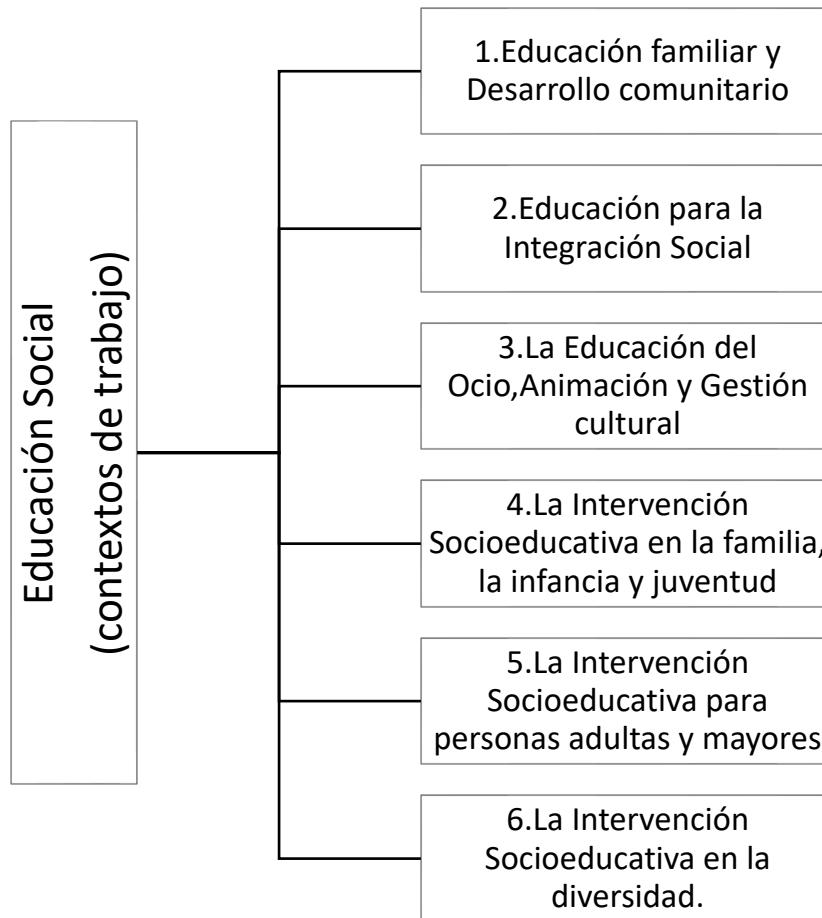 Educación Social
(contextos de trabajo)
1.Educación familiar y
Desarrollo comunitario
2.Educación para la
Integración Social
3.La Educación del
Ocio,Animación y Gestión
cultural
4.La Intervención
Socioeducativa en la familia,
la infancia y juventud
5.La Intervención
Socioeducativa para
personas adultas y mayores
6.La Intervención
Socioeducativa en la
diversidad.